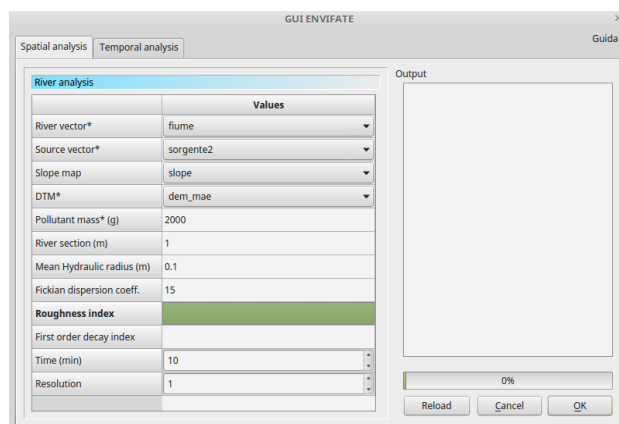 GUI ENVIFATE
Spatial analysis
Temporal analysis
Guida
River analysis
Values
River vector* fiume
Source vector* sorgente2
Slope map slope
DTM* dem_mae
Pollutant mass* (g) 2000
River section (m) 1
Mean Hydraulic radius (m) 0.1
Fickian dispersion coeff. 15
Roughness index
First order decay index
Time (min) 10
Resolution 1
Output
0%
Reload Cancel OK